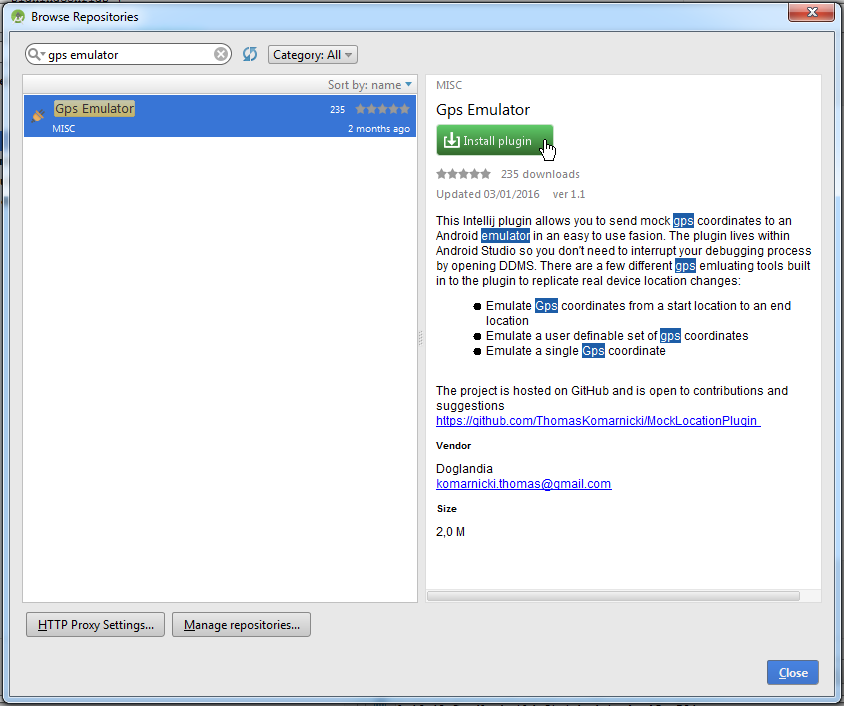 Browse Repositories
gps emulator
Category: All
Sort by: name
Gps Emulator
235
MISC
2 months ago
MISC
Gps Emulator
Install plugin
235 downloads
Updated 03/01/2016 ver 1.1
This Intellij plugin allows you to send mock gps coordinates to an
Android emulator in an easy to use fasion. The plugin lives within
Android Studio so you don't need to interrupt your debugging process
by opening DDMS. There are a few different gps emluating tools built
in to the plugin to replicate real device location changes:
Emulate Gps coordinates from a start location to an end
location
Emulate a user definable set of gps coordinates
Emulate a single Gps coordinate
The project is hosted on GitHub and is open to contributions and
suggestions
https://github.com/ThomasKomarnicki/MockLocationPlugin
Vendor
Doglandia
komarnicki.thomas@gmail.com
Size
2,0 M
HTTP Proxy Settings...
Manage repositories...
Close